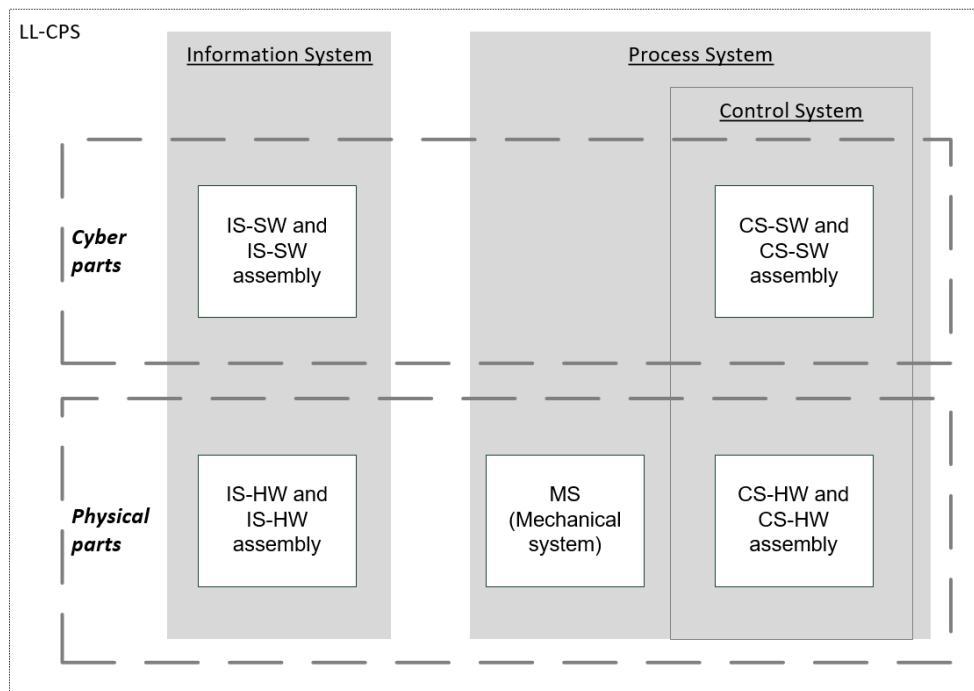 LL-CPS
Information System
Process System
Control System
Cyber
parts
IS-SW and
IS-SW
assembly
CS-SW and
CS-SW
assembly
Physical
parts
IS-HW and
IS-HW
assembly
MS
(Mechanical
system)
CS-HW and
CS-HW
assembly